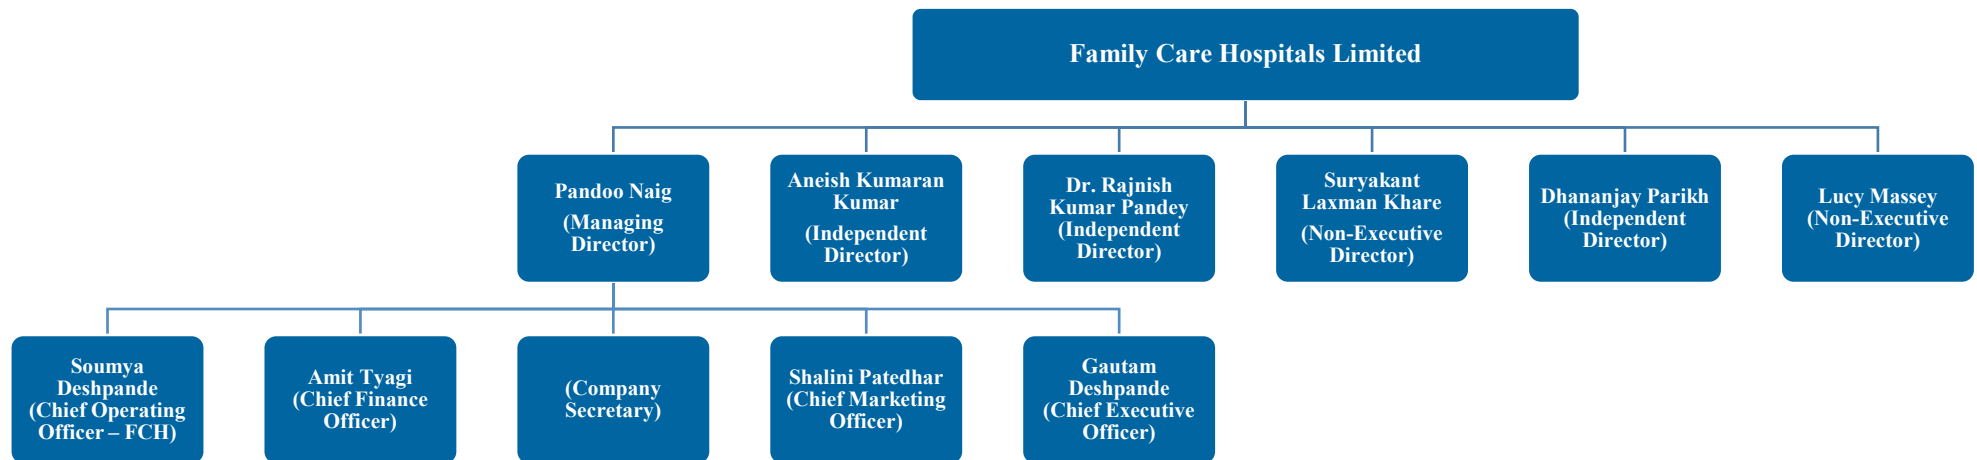 Family Care Hospitals Limited
Pandoo Naig
(Managing
Director)
Aneish Kumaran
Kumar
(Independent
Director)
Dr. Rajnish
Kumar Pandey
(Independent
Director)
Suryakant
Laxman Khare
(Non-Executive
Director)
Dhananjay Parikh
(Independent
Director)
Lucy Massey
(Non-Executive
Director)
Soumya
Deshpande
(Chief Operating
Officer – FCH)
Amit Tyagi
(Chief Finance
Officer)
(Company
Secretary)
Shalini Patedhar
(Chief Marketing
Officer)
Gautam
Deshpande
(Chief Executive
Officer)